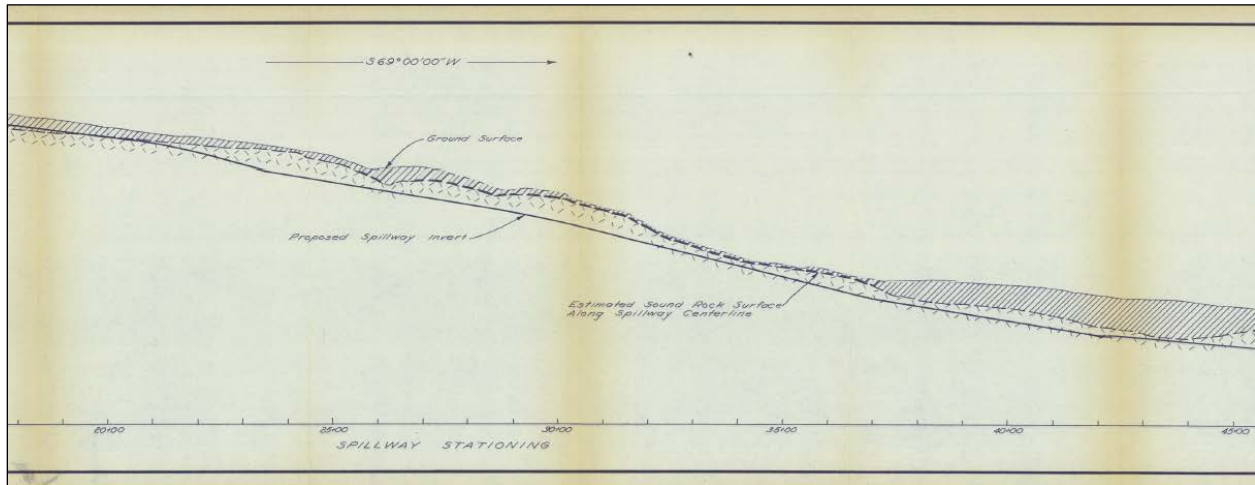 S 69°00'00" W
Ground Surface
Proposed Spillway Invert
Estimated Sound Rock Surface
Along Spillway Centerline
20+00 25+00 30+00 35+00 40+00 45+00
SPILLWAY STATIONING